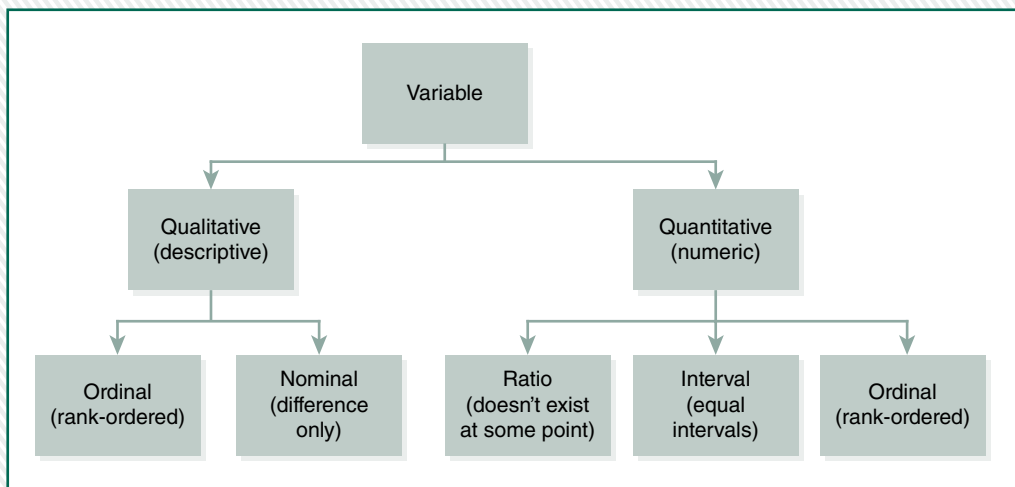 Variable
Qualitative
(descriptive)
Quantitative
(numeric)
Ordinal
(rank-ordered)
Nominal
(difference
only)
Ratio
(doesn't exist
at some point)
Interval
(equal
intervals)
Ordinal
(rank-ordered)